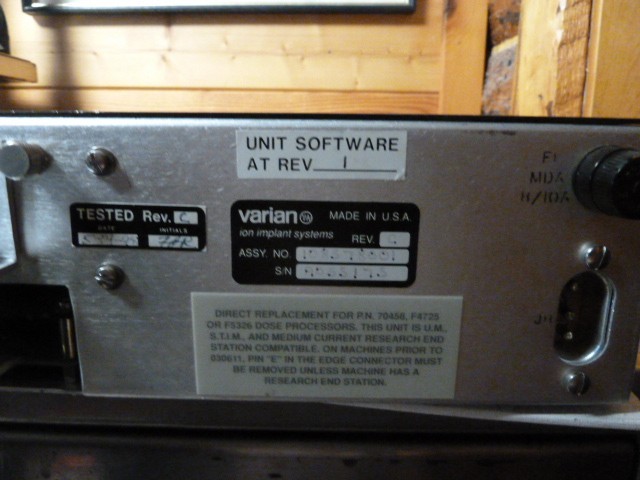 UNIT SOFTWARE
AT REV 1
F1
MDA
TESTED Rev. C
DATE
INITIALS
varian
MADE IN U.S.A.
ion implant systems
REV.
ASSY. NO.
S/N
DIRECT REPLACEMENT FOR P.N. 70458, F4725
OR F5326 DOSE PROCESSORS. THIS UNIT IS U.M.,
S.T.I.M., AND MEDIUM CURRENT RESEARCH END
STATION COMPATIBLE. ON MACHINES PRIOR TO
830611, PIN "E" IN THE EDGE CONNECTOR MUST
BE REMOVED UNLESS MACHINE HAS A
RESEARCH END STATION.